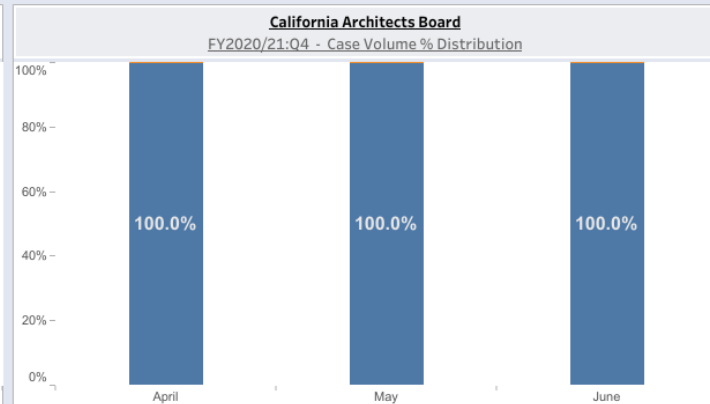 California Architects Board
FY2020/21:Q4 - Case Volume % Distribution
100%
80%
60%
40%
20%
0%
100.0%
100.0%
100.0%
April
May
June